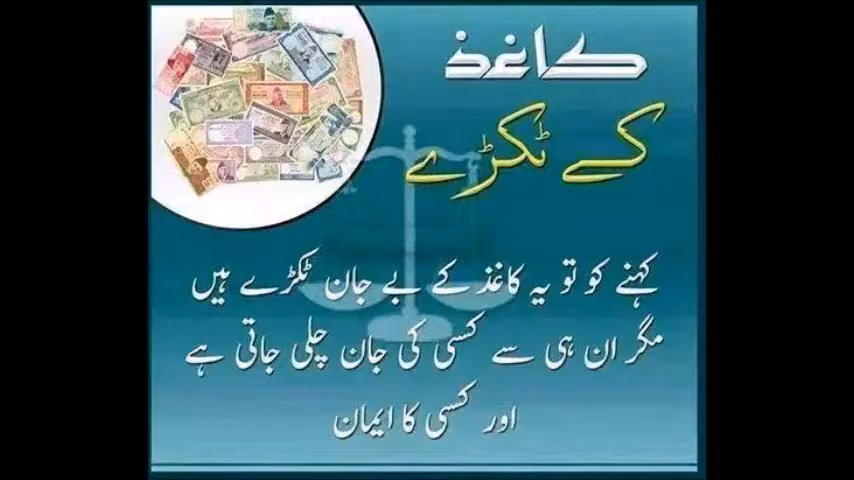 کاغذ
کے ٹکڑے
کہنے کو تو یہ کاغذ کے بے جان ٹکڑے ہیں
مگر ان ہی سے کسی کی جان چلی جاتی ہے
اور کسی کا ایمان